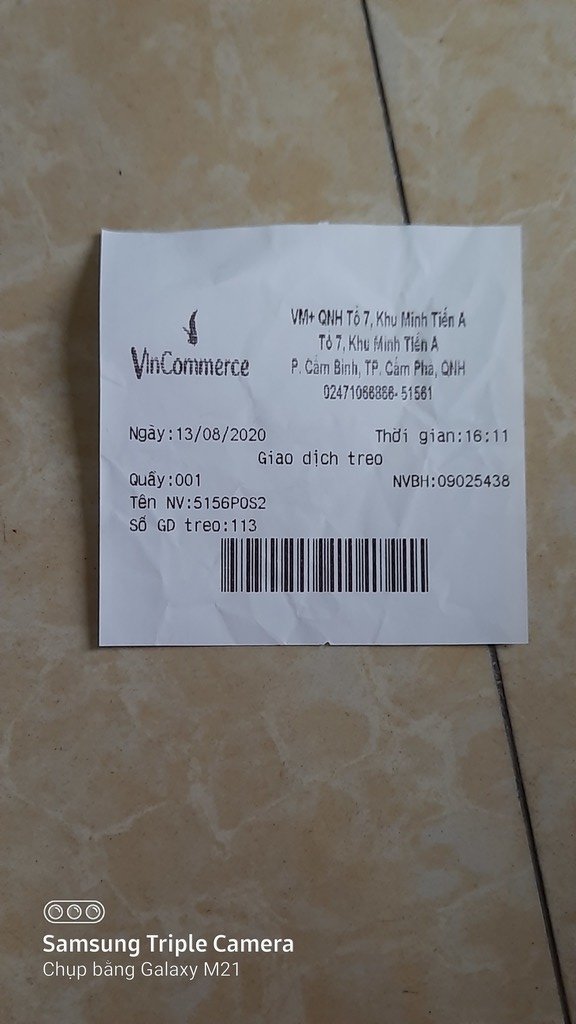 VinCommerce
VM+ QNH Tổ 7, Khu Minh Tiến A
Tổ 7, Khu Minh Tiến A
P. Cẩm Bình, TP. Cẩm Phả, QNH
02471066866- 51561
Ngày:13/08/2020 Thời gian:16:11
Giao dịch treo
Quầy:001 NVBH:09025438
Tên NV:5156POS2
Số GD treo:113
Samsung Triple Camera
Chụp bằng Galaxy M21